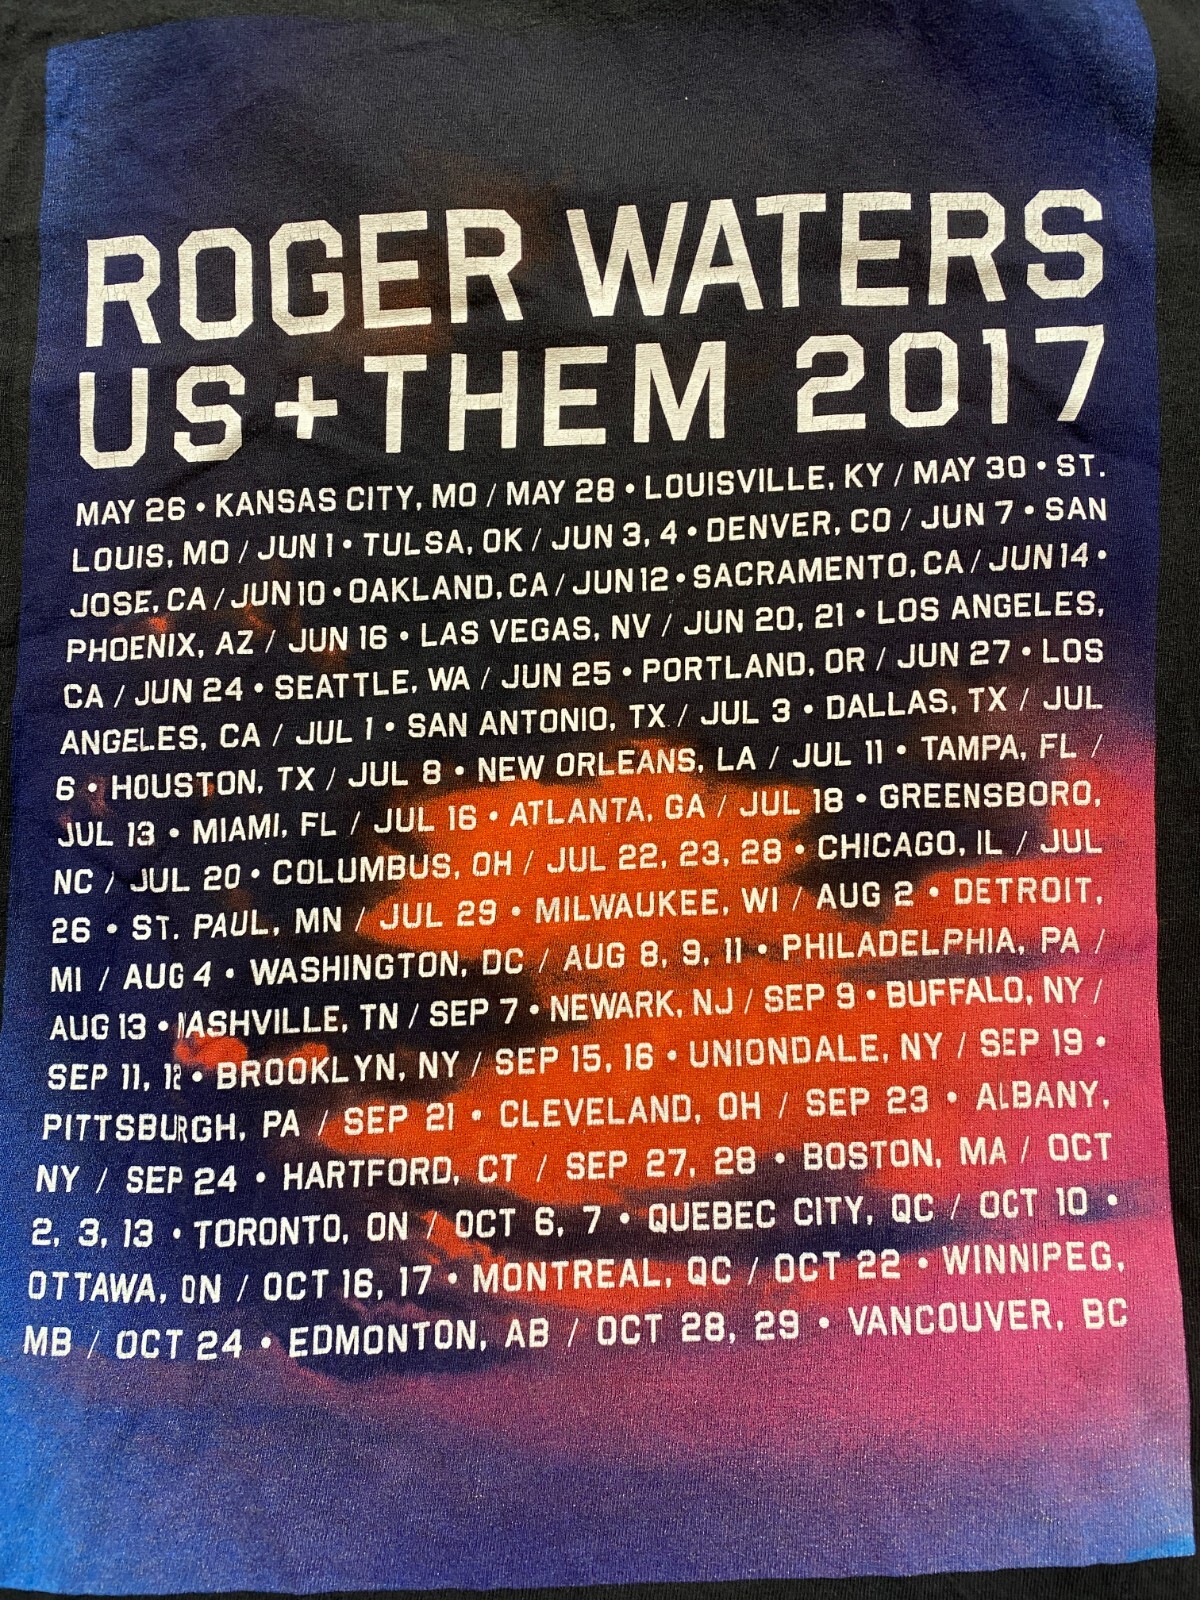 ROGER WATERS
US+THEM 2017
MAY 26 • KANSAS CITY, MO / MAY 28 • LOUISVILLE, KY / MAY 30 • ST.
LOUIS, MO / JUN 1 • TULSA, OK / JUN 3, 4 • DENVER, CO / JUN 7 • SAN
JOSE, CA / JUN 10 • OAKLAND, CA / JUN 12 • SACRAMENTO, CA / JUN 14 •
PHOENIX, AZ / JUN 16 • LAS VEGAS, NV / JUN 20, 21 • LOS ANGELES,
CA / JUN 24 • SEATTLE, WA / JUN 25 • PORTLAND, OR / JUN 27 • LOS
ANGELES, CA / JUL 1 • SAN ANTONIO, TX / JUL 3 • DALLAS, TX / JUL
6 • HOUSTON, TX / JUL 8 • NEW ORLEANS, LA / JUL 11 • TAMPA, FL /
JUL 13 • MIAMI, FL / JUL 16 • ATLANTA, GA / JUL 18 • GREENSBORO,
NC / JUL 20 • COLUMBUS, OH / JUL 22, 23, 28 • CHICAGO, IL / JUL
26 • ST. PAUL, MN / JUL 29 • MILWAUKEE, WI / AUG 2 • DETROIT,
MI / AUG 4 • WASHINGTON, DC / AUG 8, 9, 11 • PHILADELPHIA, PA /
AUG 13 • NASHVILLE, TN / SEP 7 • NEWARK, NJ / SEP 9 • BUFFALO, NY /
SEP 11, 12 • BROOKLYN, NY / SEP 15, 16 • UNIONDALE, NY / SEP 19 •
PITTSBURGH, PA / SEP 21 • CLEVELAND, OH / SEP 23 • ALBANY,
NY / SEP 24 • HARTFORD, CT / SEP 27, 28 • BOSTON, MA / OCT
2, 3, 13 • TORONTO, ON / OCT 6, 7 • QUEBEC CITY, QC / OCT 10 •
OTTAWA, ON / OCT 16, 17 • MONTREAL, QC / OCT 22 • WINNIPEG,
MB / OCT 24 • EDMONTON, AB / OCT 28, 29 • VANCOUVER, BC